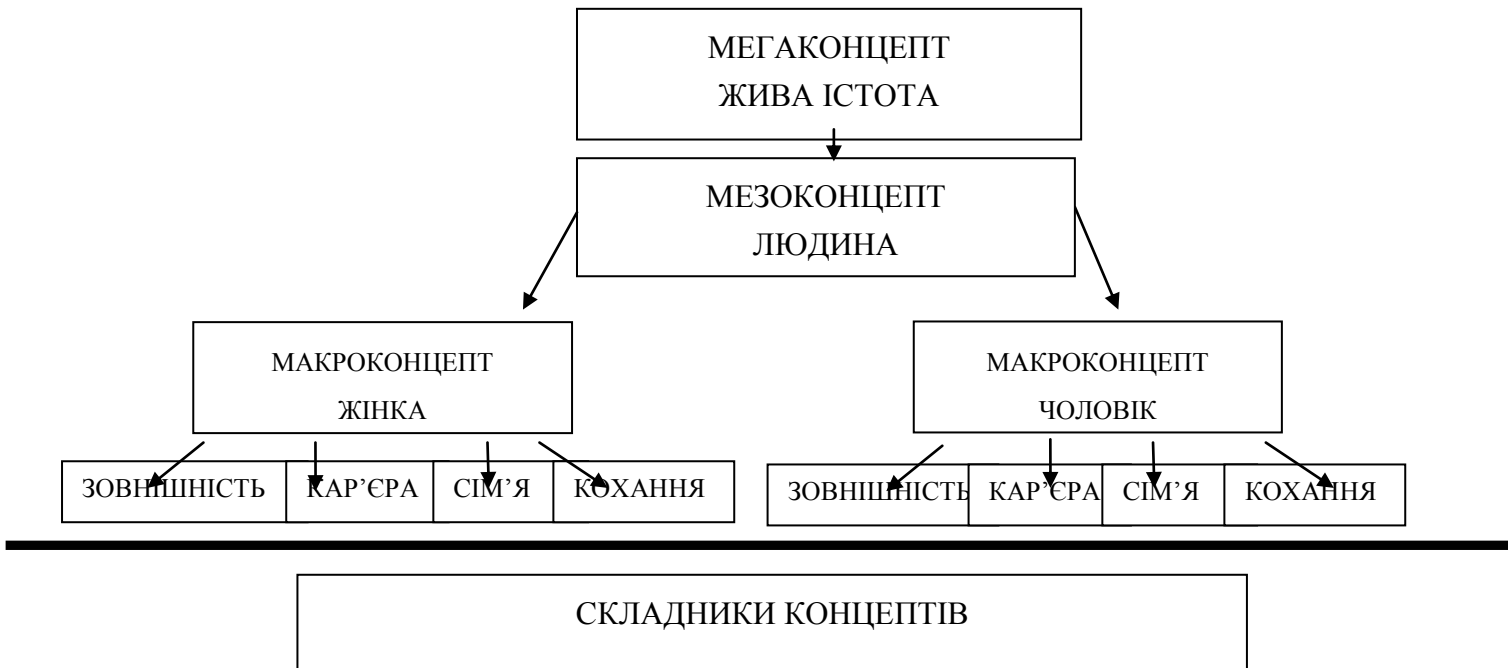 МЕГАКОНЦЕПТ
ЖИВА ІСТОТА
МЕЗОКОНЦЕПТ
ЛЮДИНА
МАКРОКОНЦЕПТ
ЖІНКА
МАКРОКОНЦЕПТ
ЧОЛОВІК
ЗОВНІШНІСТЬ
КАР’ЄРА
СІМ’Я
КОХАННЯ
ЗОВНІШНІСТЬ
КАР’ЄРА
СІМ’Я
КОХАННЯ
СКЛАДНИКИ КОНЦЕПТІВ